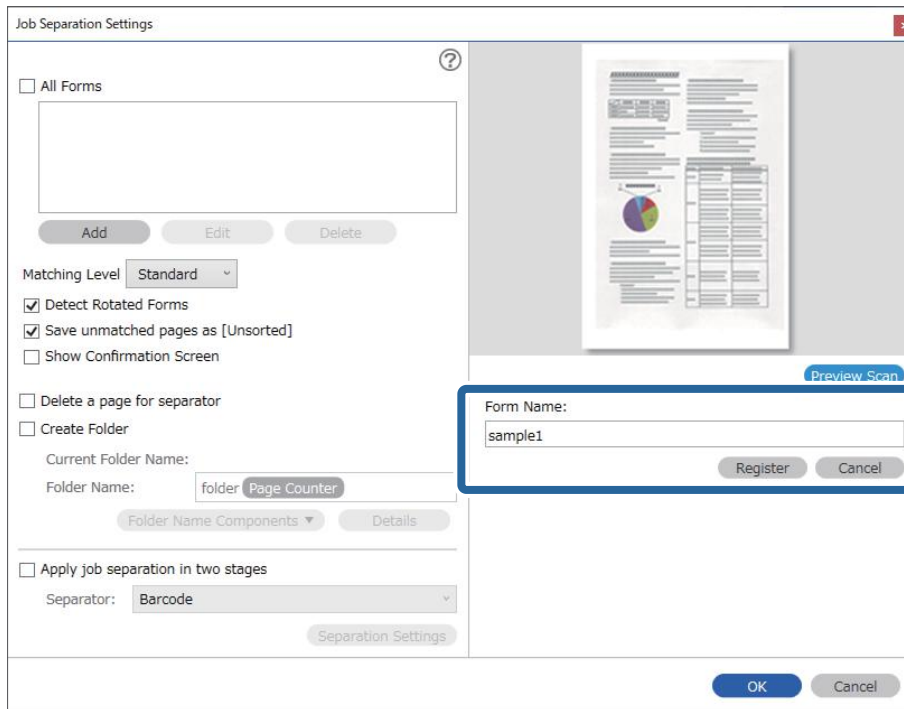 Job Separation Settings
All Forms
Add Edit Delete
Matching Level Standard
Detect Rotated Forms
Save unmatched pages as [Unsorted]
Show Confirmation Screen
Delete a page for separator
Create Folder
Current Folder Name:
Folder Name: folder Page Counter
Folder Name Components ▼ Details
Apply job separation in two stages
Separator: Barcode
Separation Settings
Preview Scan
Form Name:
sample1
Register Cancel
OK Cancel